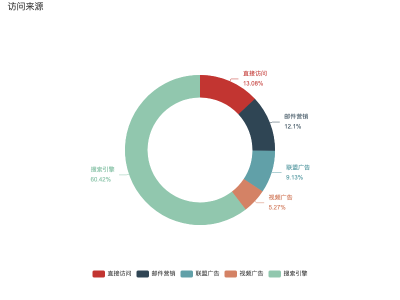 访问来源
直接访问
13.08%
邮件营销
12.1%
联盟广告
9.13%
视频广告
5.27%
搜索引擎
60.42%
直接访问 邮件营销 联盟广告 视频广告 搜索引擎